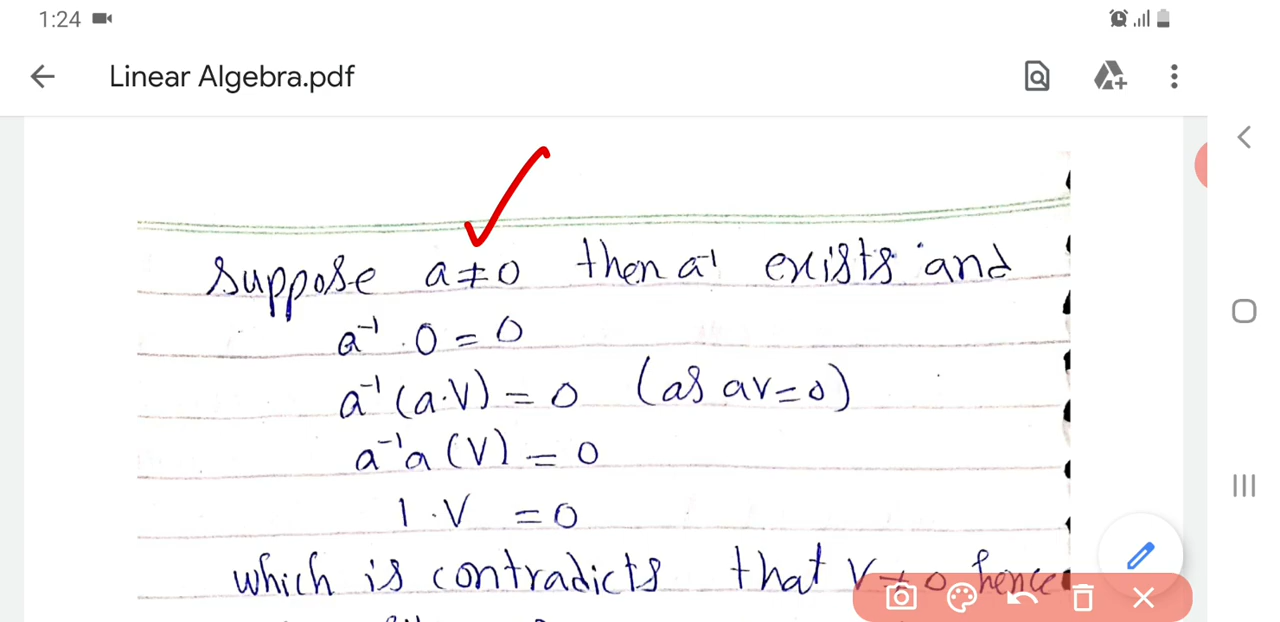 1:24
Linear Algebra.pdf
suppose a≠0 then a⁻¹ exists and
a⁻¹ . 0 = 0
a⁻¹ (a.V) = 0 (as av=0)
a⁻¹a (V) = 0
1 . V = 0
which is contradicts that V ≠ 0 hence